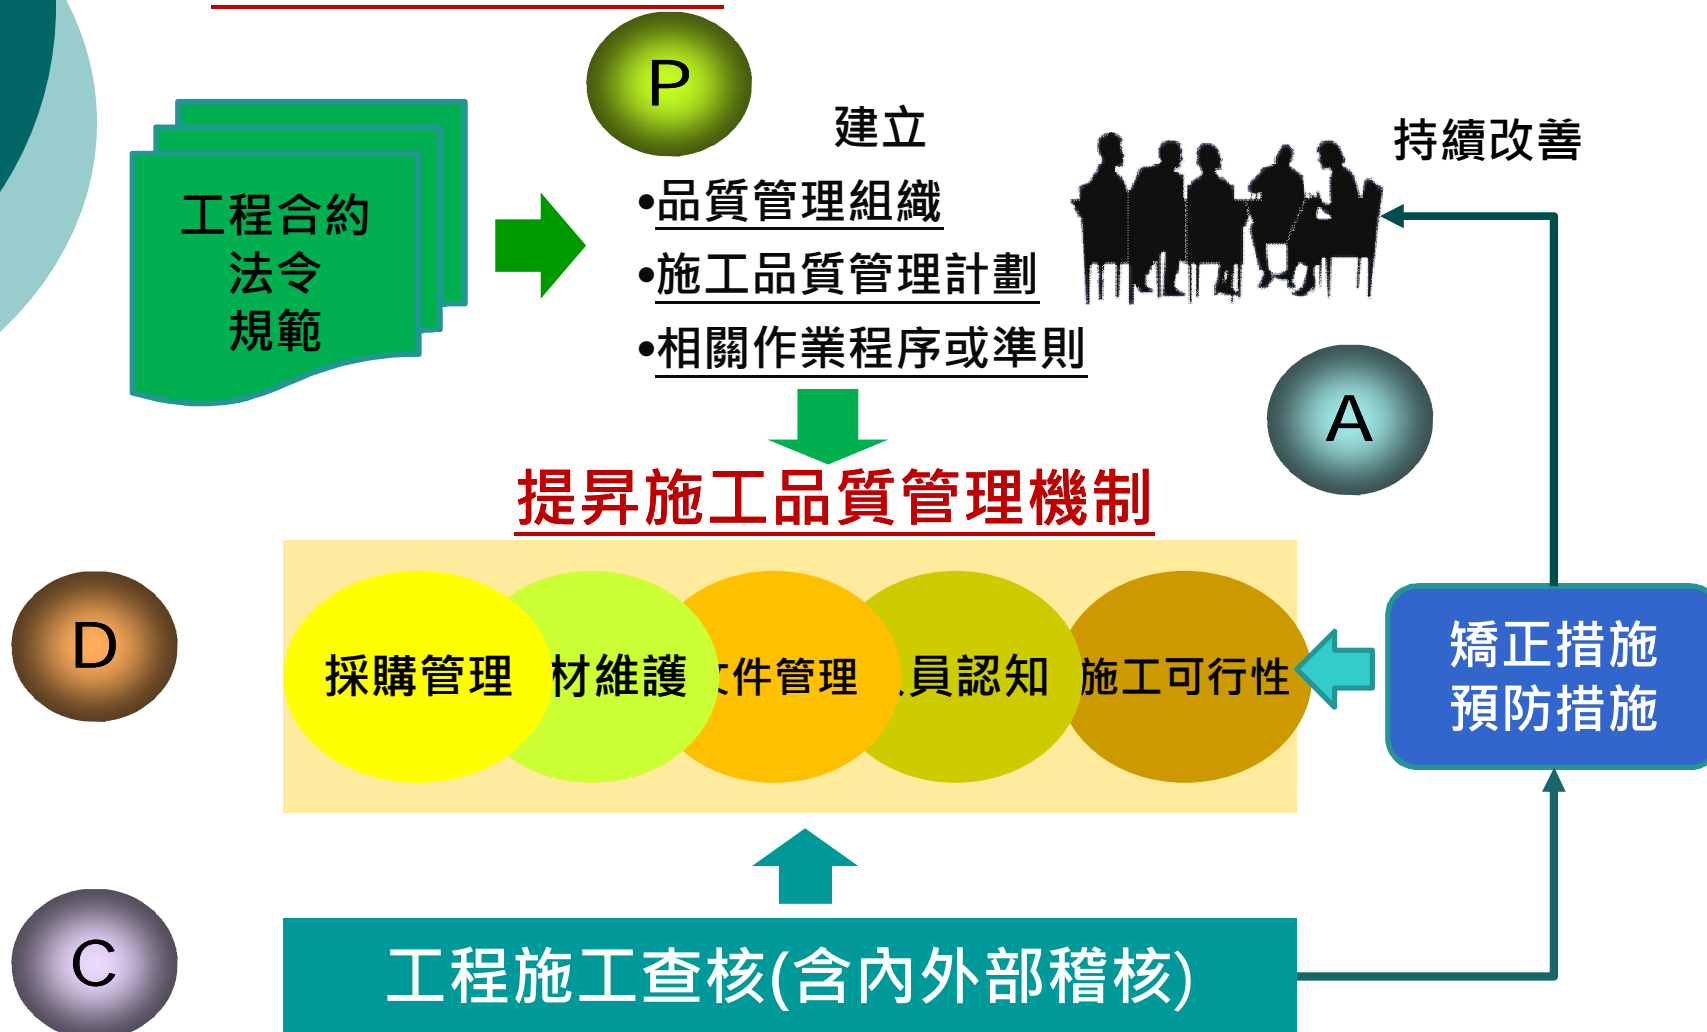 P
建立
持續改善
工程合約
法令
規範
•品質管理組織
•施工品質管理計劃
•相關作業程序或準則
A
提昇施工品質管理機制
D
採購管理
材維護
件管理
員認知
施工可行性
矯正措施
預防措施
C
工程施工查核(含內外部稽核)